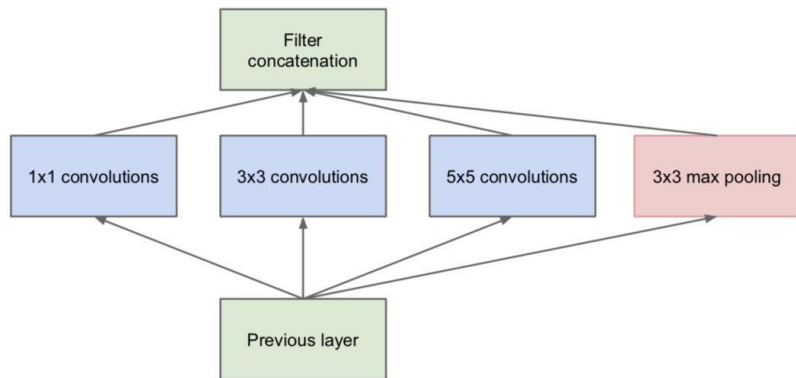 Filter
concatenation
1x1 convolutions
3x3 convolutions
5x5 convolutions
3x3 max pooling
Previous layer